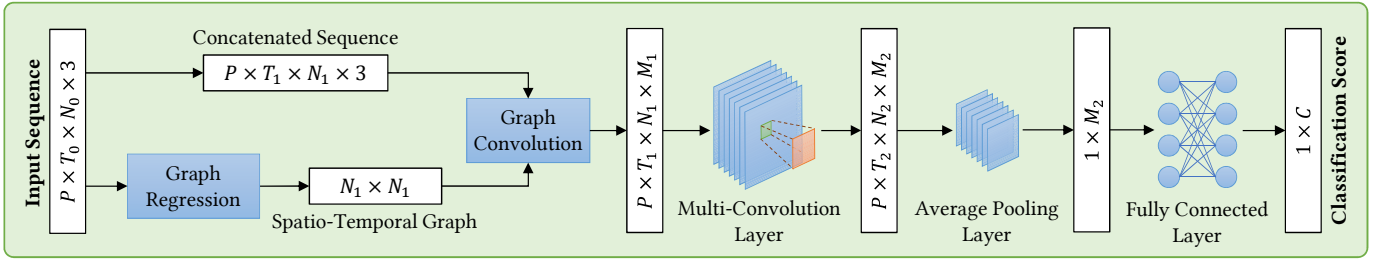 Input Sequence
P × T₀ × N₀ × 3
Concatenated Sequence
P × T₁ × N₁ × 3
Graph
Regression
N₁ × N₁
Spatio-Temporal Graph
Graph
Convolution
P × T₁ × N₁ × M₁
Multi-Convolution
Layer
P × T₂ × N₂ × M₂
Average Pooling
Layer
1 × M₂
Fully Connected
Layer
1 × C
Classification Score